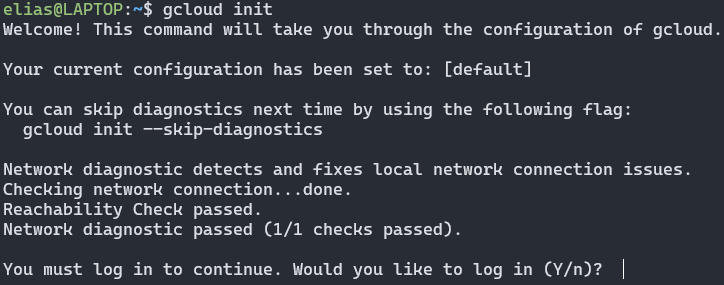 elias@LAPTOP:~$ gcloud init
Welcome! This command will take you through the configuration of gcloud.
Your current configuration has been set to: [default]
You can skip diagnostics next time by using the following flag:
  gcloud init --skip-diagnostics
Network diagnostic detects and fixes local network connection issues.
Checking network connection...done.
Reachability Check passed.
Network diagnostic passed (1/1 checks passed).
You must log in to continue. Would you like to log in (Y/n)?